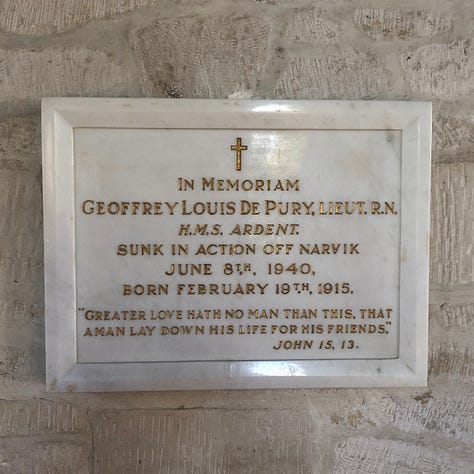 IN MEMORIAM
GEOFFREY LOUIS DE PURY, LIEUT. R.N.
H.M.S. ARDENT.
SUNK IN ACTION OFF NARVIK
JUNE 8TH, 1940,
BORN FEBRUARY 19TH, 1915.
"GREATER LOVE HATH NO MAN THAN THIS, THAT
A MAN LAY DOWN HIS LIFE FOR HIS FRIENDS."
JOHN 15, 13.